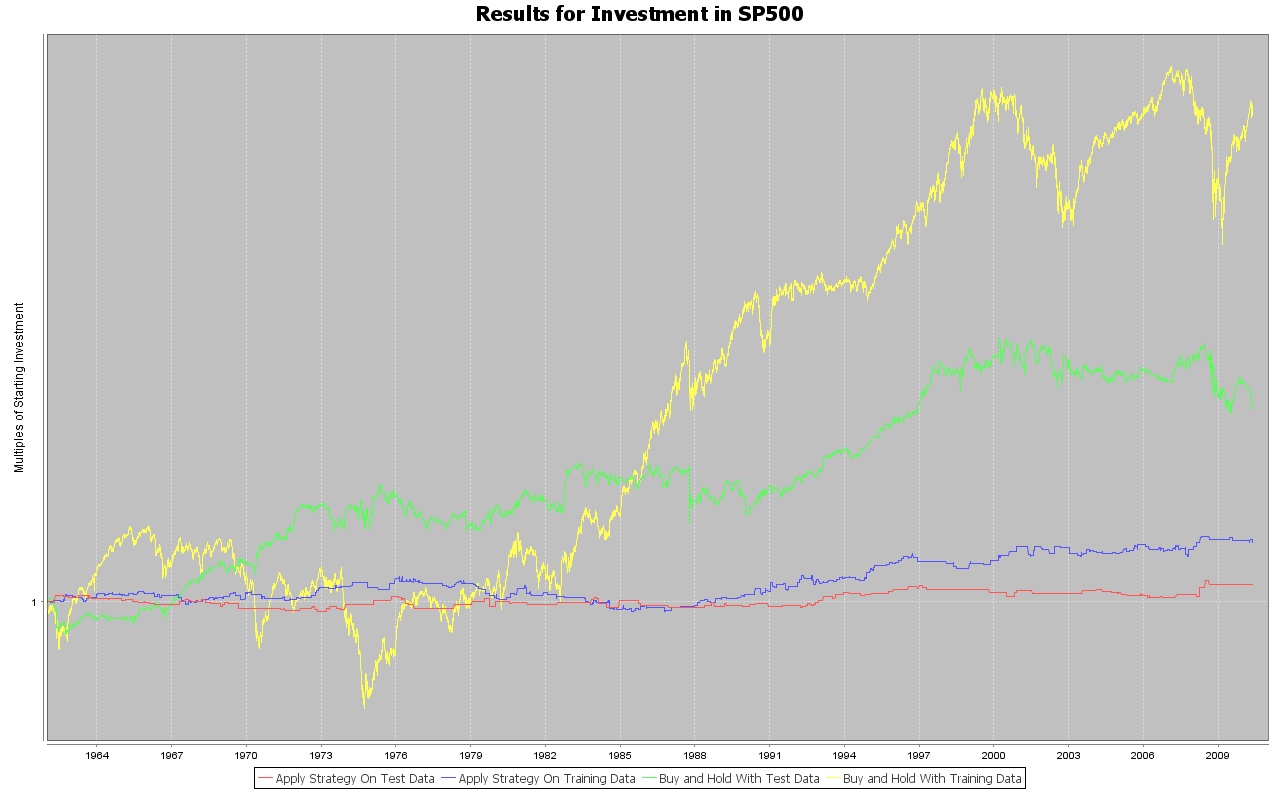 Results for Investment in SP500
Multiples of Starting Investment
1
1964 1967 1970 1973 1976 1979 1982 1985 1988 1991 1994 1997 2000 2003 2006 2009
Apply Strategy On Test Data Apply Strategy On Training Data Buy and Hold With Test Data Buy and Hold With Training Data